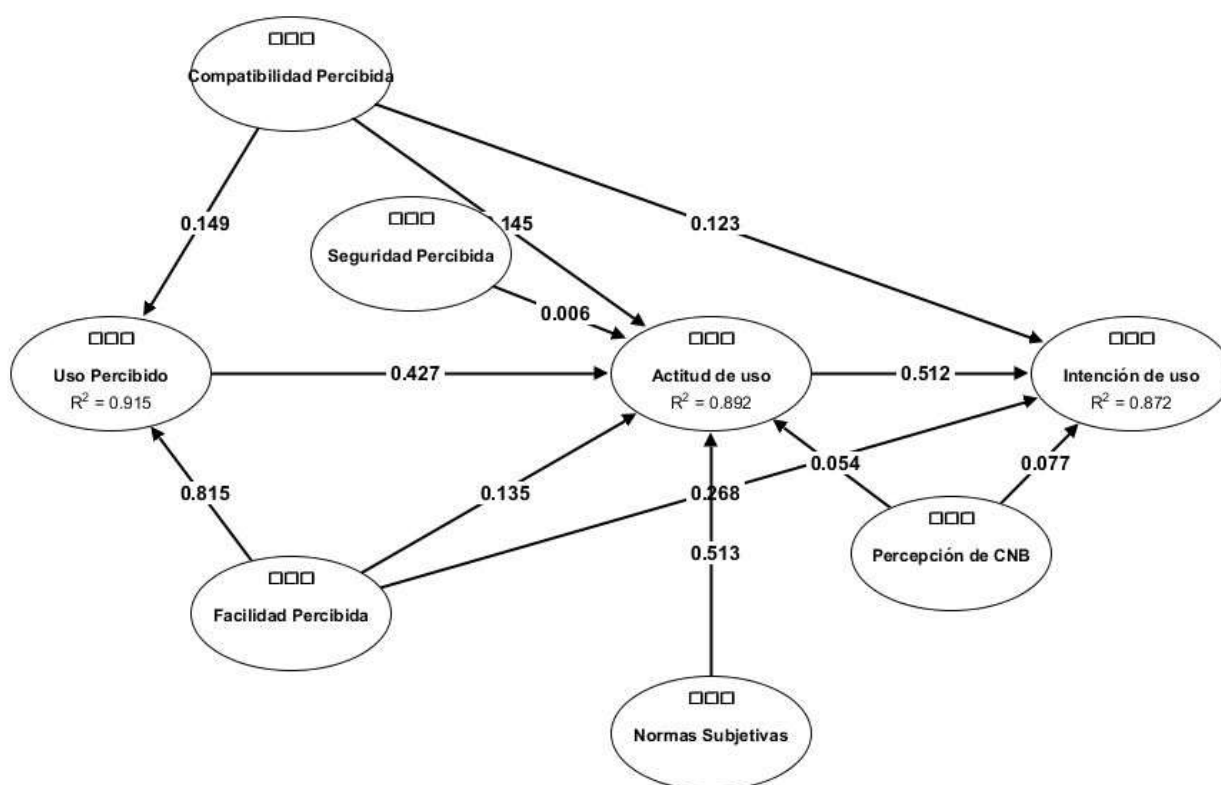 Compatibilidad Percibida
0.149
.145
0.123
Seguridad Percibida
0.006
Uso Percibido
R² = 0.915
0.427
Actitud de uso
R² = 0.892
0.512
Intención de uso
R² = 0.872
0.815
0.135
0.268
0.054
0.077
0.513
Percepción de CNB
Facilidad Percibida
Normas Subjetivas